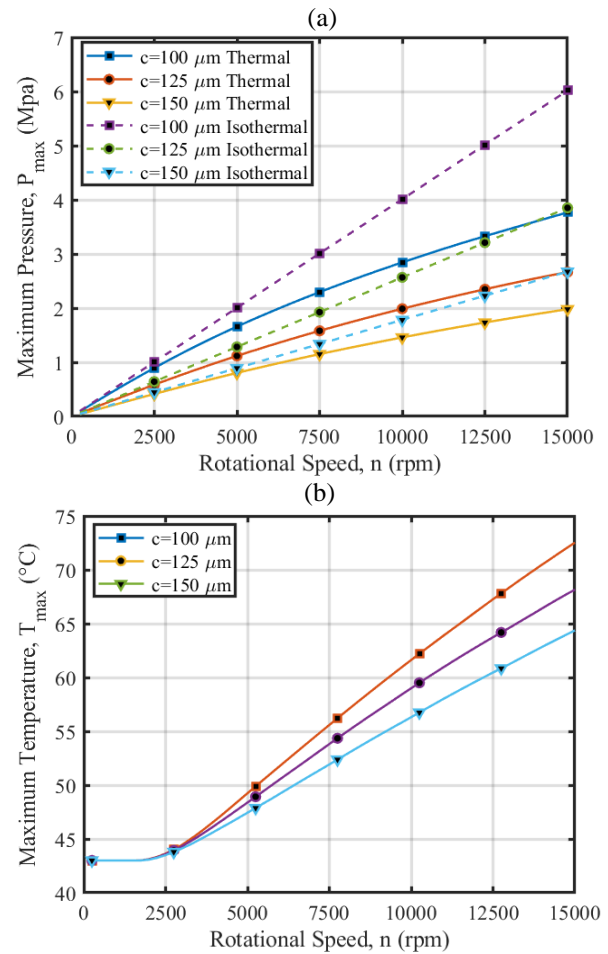 (a)
7
6
5
4
3
2
1
0
Maximum Pressure, P_max (Mpa)
c=100 μm Thermal
c=125 μm Thermal
c=150 μm Thermal
c=100 μm Isothermal
c=125 μm Isothermal
c=150 μm Isothermal
0 2500 5000 7500 10000 12500 15000
Rotational Speed, n (rpm)
(b)
75
70
65
60
55
50
45
40
Maximum Temperature, T_max (°C)
c=100 μm
c=125 μm
c=150 μm
0 2500 5000 7500 10000 12500 15000
Rotational Speed, n (rpm)